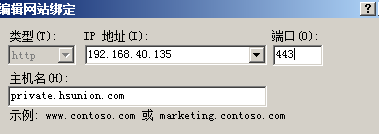 编辑网站绑定
类型(T): IP 地址(I): 端口(O):
http 192.168.40.135 443
主机名(H):
private.hsunion.com
示例: www.contoso.com 或 marketing.contoso.com